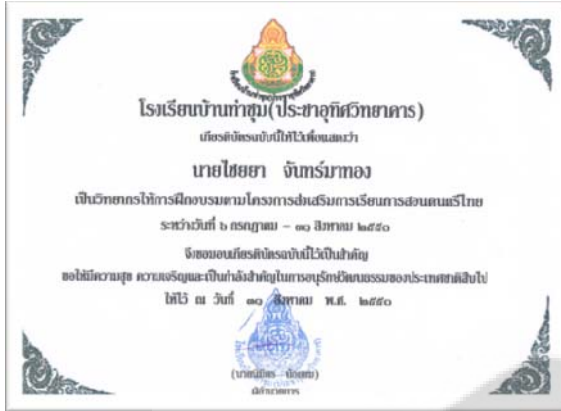 โรงเรียนบ้านท่าชุม(ประชาอุทิศวิทยาคาร)
เกียรติบัตรฉบับนี้ให้ไว้เพื่อแสดงว่า
นายไชยยา จันทร์มาทอง
เป็นวิทยากรให้การฝึกอบรมตามโครงการส่งเสริมการเรียนการสอนดนตรีไทย
ระหว่างวันที่ ๖ กรกฎาคม – ๓๑ สิงหาคม ๒๕๕๐
จึงขอมอบเกียรติบัตรฉบับนี้ไว้เป็นสำคัญ
ขอให้มีความสุข ความเจริญและเป็นกำลังสำคัญในการอนุรักษ์วัฒนธรรมของประเทศชาติสืบไป
ให้ไว้ ณ วันที่ ๓๑ สิงหาคม พ.ศ. ๒๕๕๐
ผู้อำนวยการ